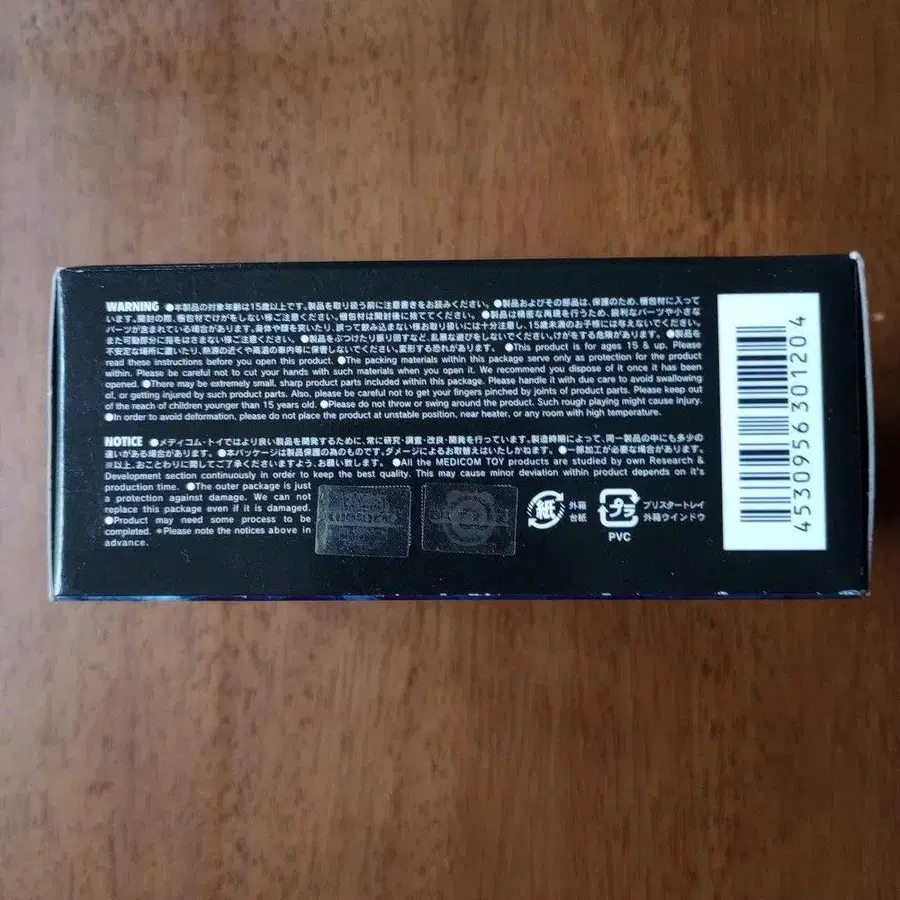 WARNING ●本製品の対象年齢は15歳以上です。製品を取り扱う前に注意書きをお読みください。●製品およびその部品は、保護のため、梱包材に入って
います。開封の際、梱包材でけがをしない様ご注意ください。梱包材は開封後に捨ててください。●製品は精密な再現を行うため、鋭利なパーツや小さな
パーツが含まれている場合があります。身体や頭を突いたり、誤って飲み込まない様お取り扱いには十分注意し、15歳未満のお子様には与えないでください。
また可動部分に指をはさまない様ご注意ください。●製品をぶつけたり振り回すなど、乱暴な遊びをしないでください。けがをする危険があります。●製品を
不安定な場所に置いたり、熱源の近くや高温の車内等に保管しないでください。変形する恐れがあります。 ●This product is for ages 15 & up. Please
read these instructions before you open this product. ●The packing materials within this package serve only as protection for the product
within. Please be careful not to cut your hands with such materials when you open it. We recommend you dispose of it once it has been
opened. ●There may be extremely small, sharp product parts included within this package. Please handle it with due care to avoid swallowing
of, or getting injured by such product parts. Also, please be careful not to get your fingers pinched by joints of product parts. Please keep out
of the reach of children younger than 15 years old. ●Please do not throw or swing around the product. Such rough playing might cause injury.
●In order to avoid deformation, please do not place the product at unstable position, near heater, or any room with high temperature.
NOTICE ●メディコム・トイではより良い製品を開発するために、常に研究・調査・改良・開発を行っています。製造時期によって、同一製品の中にも多少の
違いがある場合があります。●本パッケージは製品保護の為のものです。ダメージによるお取替えはいたしかねます。●一部加工が必要な場合があります。
※以上、おことわりに関してご了承くださいますよう、お願い致します。 ●All the MEDICOM TOY products are studied by own Research &
Development section continuously in order to keep the best quality. This may cause minor deviation within product depends on it's
production time. ●The outer package is just
a protection against damage. We can not
replace this package even if it is damaged.
●Product may need some process to be
completed. *Please note the notices above in
advance.
紙 外箱
台紙
プラ ブリスタートレイ
外箱ウインドウ
PVC
4530956301204